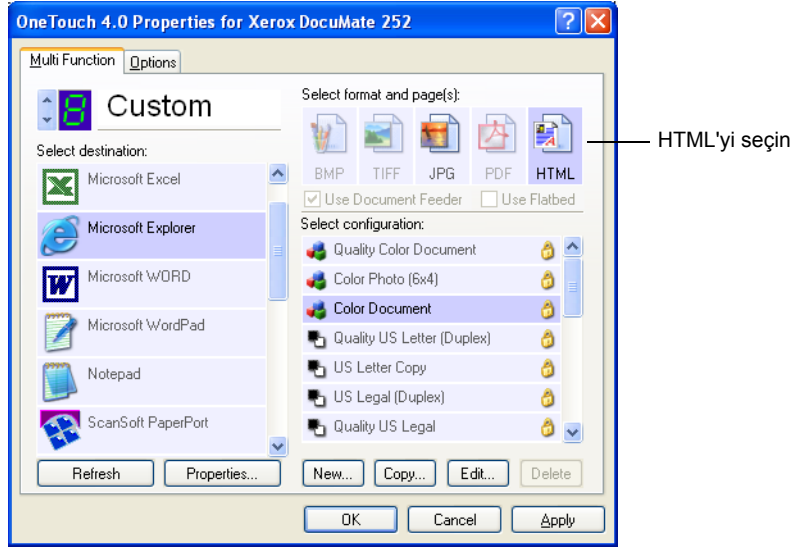 OneTouch 4.0 Properties for Xerox DocuMate 252
Multi Function
Options
8
Custom
Select destination:
Microsoft Excel
Microsoft Explorer
Microsoft WORD
Microsoft WordPad
Notepad
ScanSoft PaperPort
Refresh
Properties...
Select format and page(s):
BMP TIFF JPG PDF HTML
Use Document Feeder
Use Flatbed
Select configuration:
Quality Color Document
Color Photo (6x4)
Color Document
Quality US Letter (Duplex)
US Letter Copy
US Legal (Duplex)
Quality US Legal
New... Copy... Edit... Delete
OK Cancel Apply
HTML'yi seçin